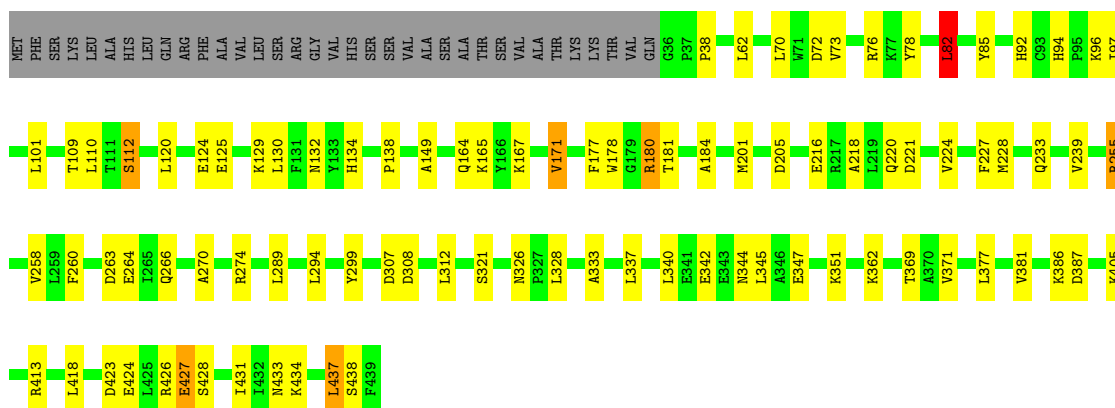 MET PHE SER LYS LEU ALA HIS LEU GLN ARG PHE ALA VAL LEU SER ARG GLY VAL HIS SER SER VAL ALA SER ALA THR SER VAL ALA THR LYS LYS THR VAL GLN G36 P37 P38 L62 L70 W71 D72 V73 R76 K77 Y78 L82 Y85 H92 C93 H94 P95 K96
L101 T109 L110 T111 S112 L120 E124 E125 K129 L130 F131 N132 Y133 H134 P138 A149 Q164 K165 Y166 K167 V171 F177 W178 G179 R180 T181 A184 M201 D205 E216 R217 A218 L219 Q220 D221 V224 F227 M228 Q233 V239
V258 L259 F260 D263 E264 I265 Q266 A270 R274 L289 L294 Y299 D307 D308 L312 S321 N326 P327 L328 A333 L337 L340 E341 E342 E343 N344 L345 A346 E347 K351 K362 T369 A370 V371 L377 V381 K386 D387
R413 L418 D423 E424 L425 R426 E427 S428 I431 I432 N433 K434 L437 S438 F439